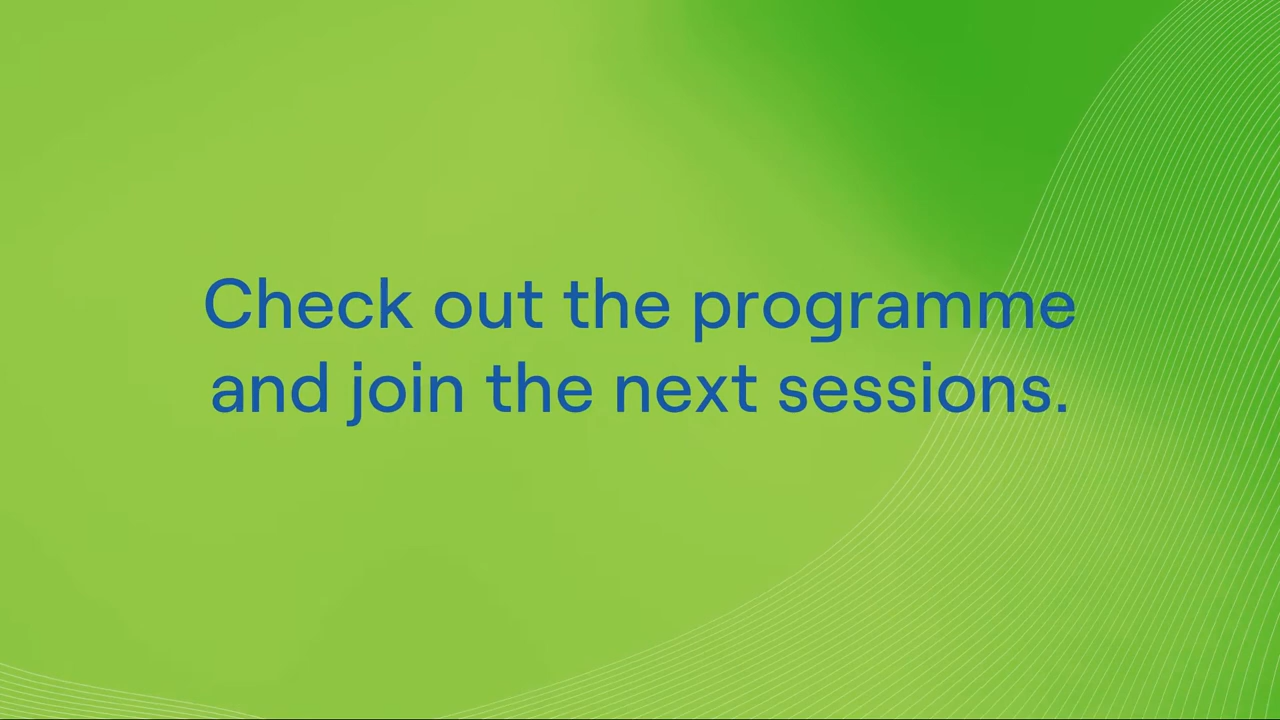 Check out the programme
and join the next sessions.